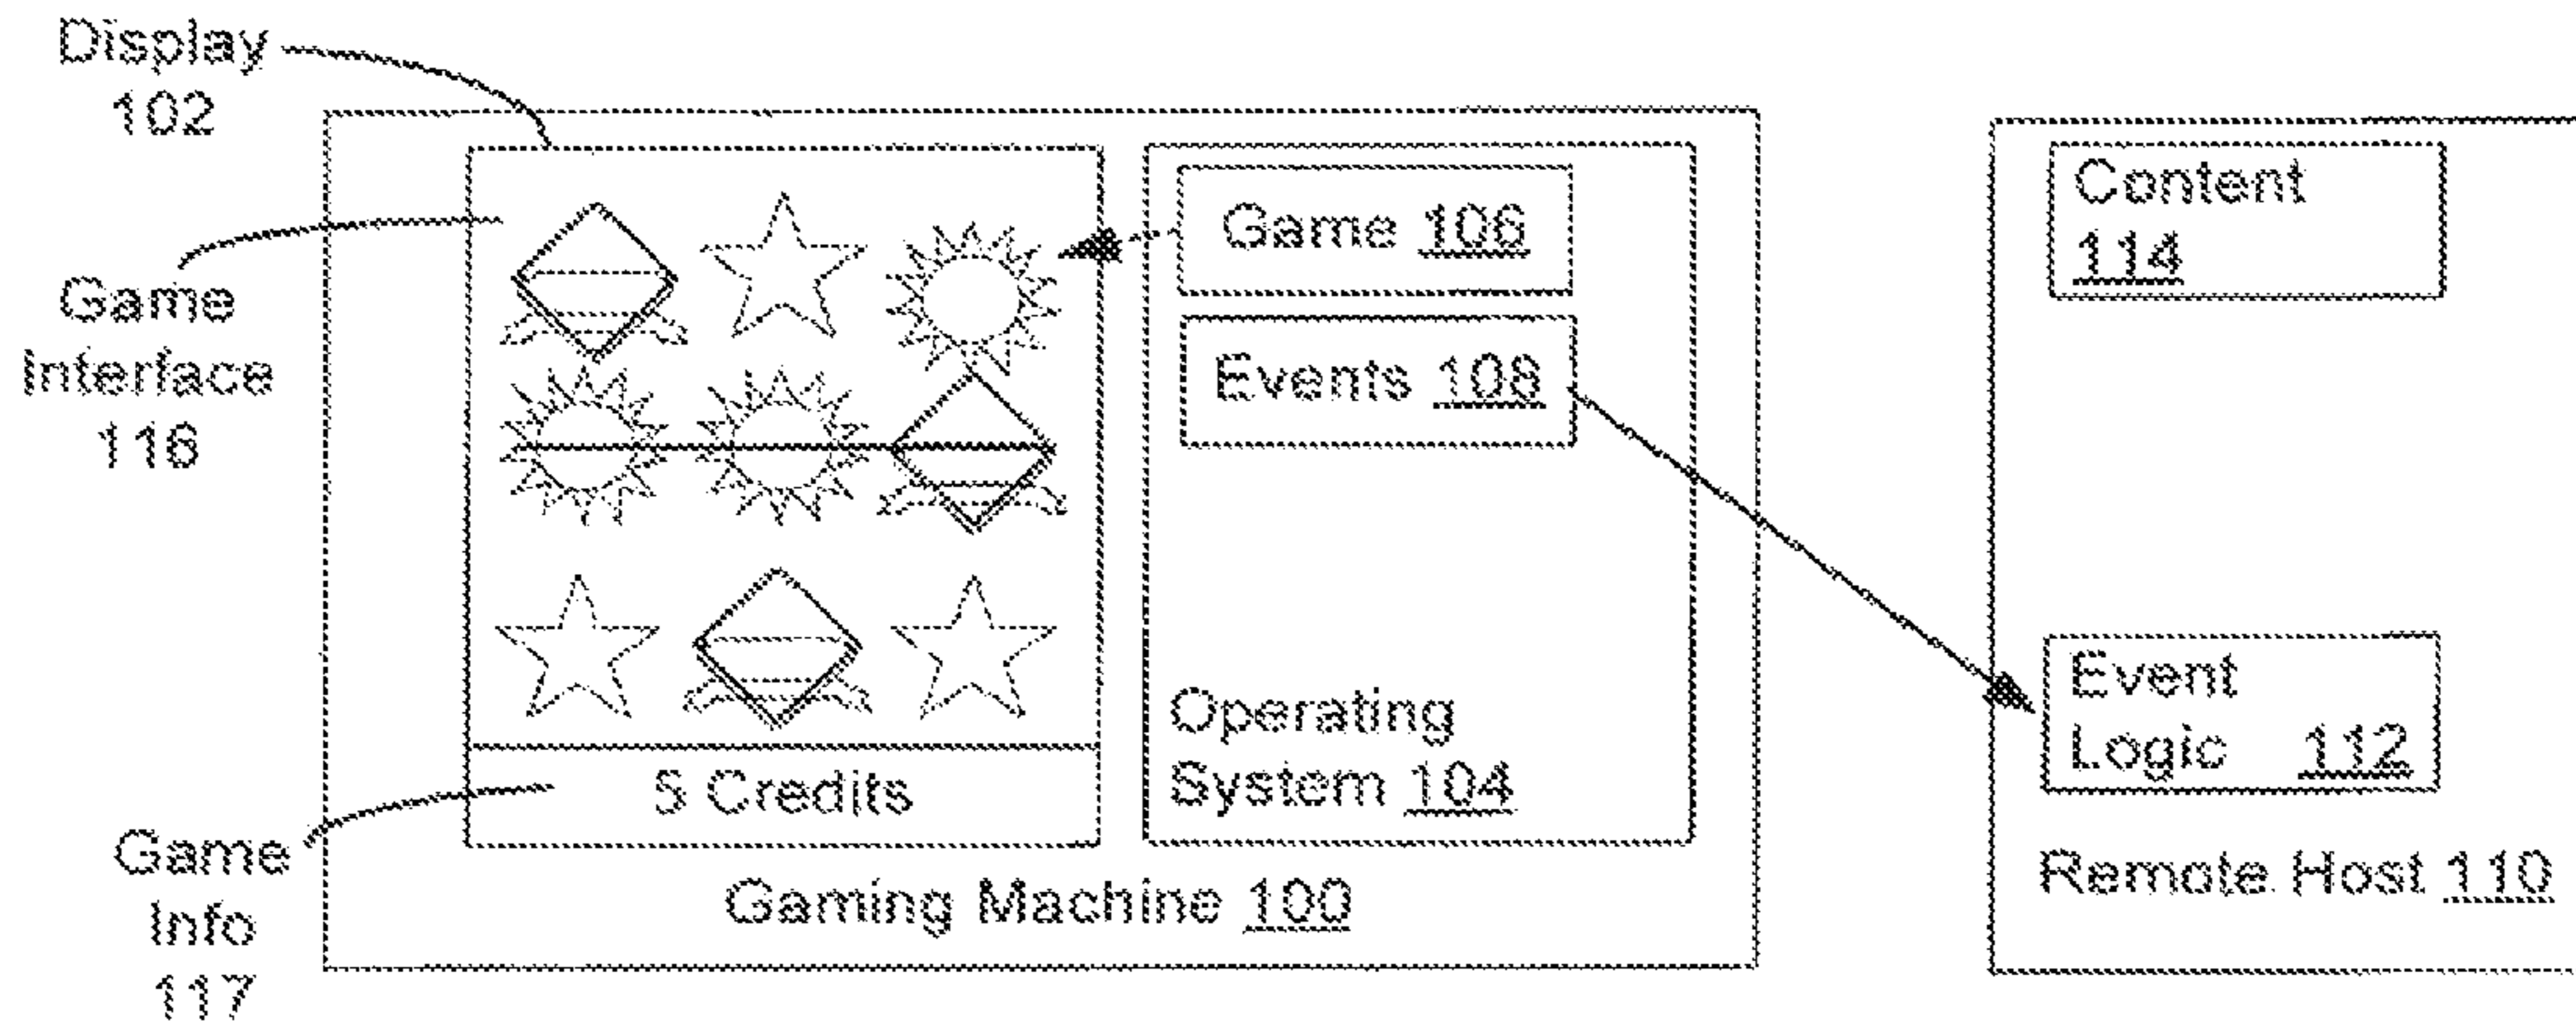 Display
102
Game
Interface
116
Game
Info
117
5 Credits
Gaming Machine 100
Game 106
Events 108
Operating
System 104
Content
114
Event
Logic 112
Remote Host 110